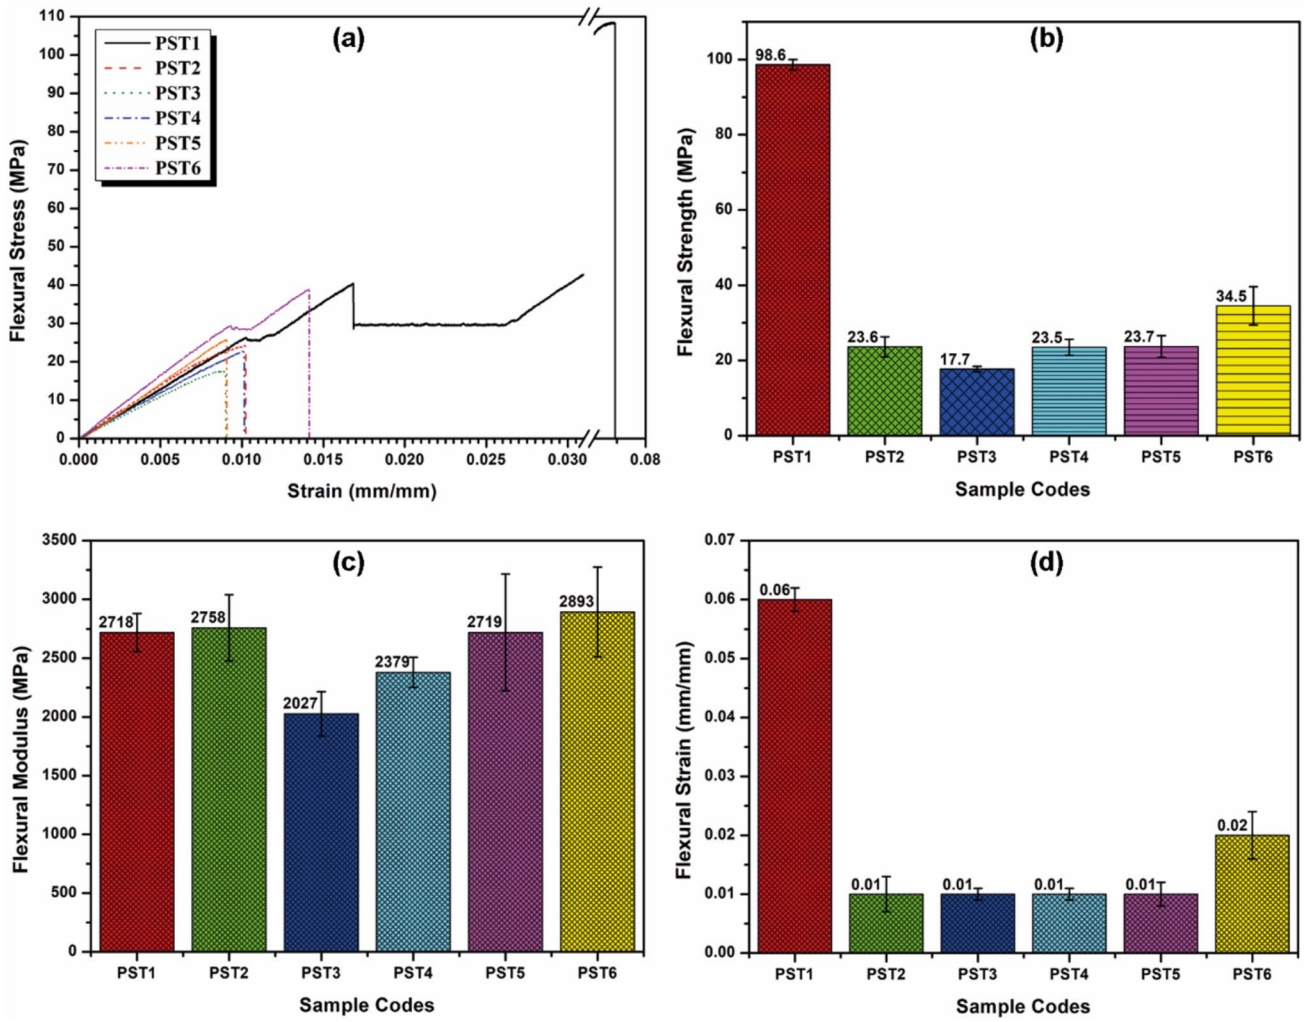 (a)
110
100
90
80
70
60
50
40
30
20
10
0
Flexural Stress (MPa)
PST1
PST2
PST3
PST4
PST5
PST6
0.000 0.005 0.010 0.015 0.020 0.025 0.030 0.08
Strain (mm/mm)
(b)
100
80
60
40
20
0
Flexural Strength (MPa)
98.6
23.6
17.7
23.5
23.7
34.5
PST1 PST2 PST3 PST4 PST5 PST6
Sample Codes
(c)
3500
3000
2500
2000
1500
1000
500
0
Flexural Modulus (MPa)
2718
2758
2027
2379
2719
2893
PST1 PST2 PST3 PST4 PST5 PST6
Sample Codes
(d)
0.07
0.06
0.05
0.04
0.03
0.02
0.01
0.00
Flexural Strain (mm/mm)
0.06
0.01
0.01
0.01
0.01
0.02
PST1 PST2 PST3 PST4 PST5 PST6
Sample Codes